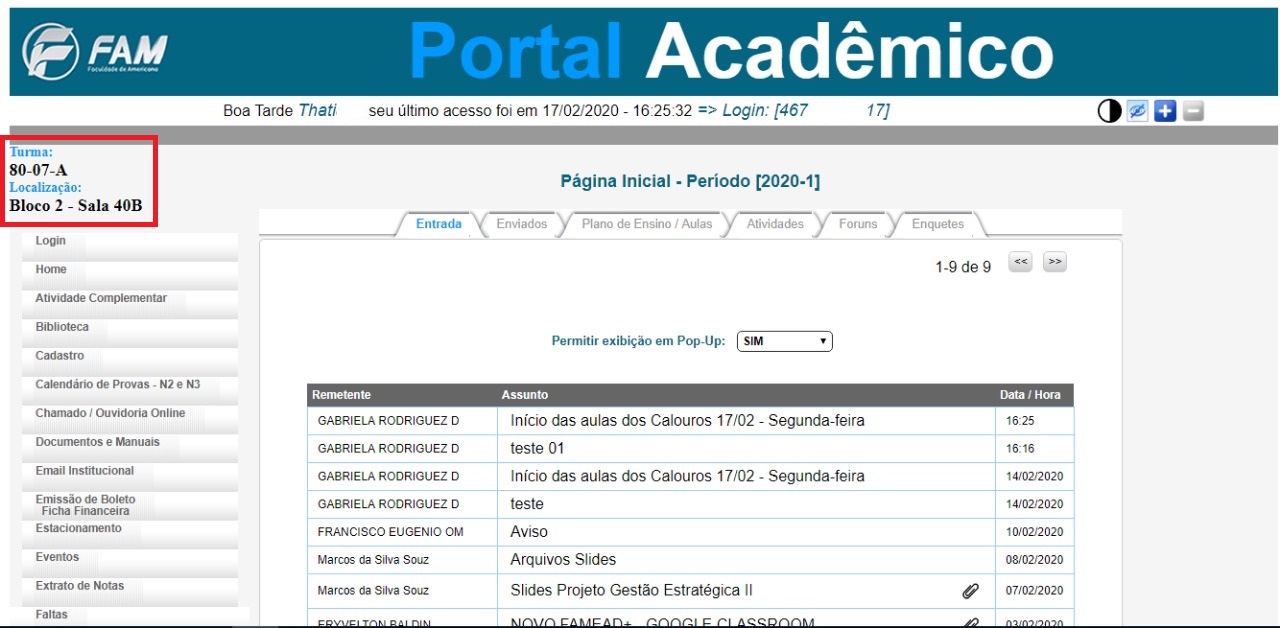 FAM
Faculdade de Americana
Portal Acadêmico
Boa Tarde Thati seu último acesso foi em 17/02/2020 - 16:25:32 => Login: [467 17]
Turma:
80-07-A
Localização:
Bloco 2 - Sala 40B
Login
Home
Atividade Complementar
Biblioteca
Cadastro
Calendário de Provas - N2 e N3
Chamado / Ouvidoria Online
Documentos e Manuais
Email Institucional
Emissão de Boleto
Ficha Financeira
Estacionamento
Eventos
Extrato de Notas
Faltas
Página Inicial - Período [2020-1]
Entrada Enviados Plano de Ensino / Aulas Atividades Foruns Enquetes
1-9 de 9 << >>
Permitir exibição em Pop-Up: SIM
Remetente Assunto Data / Hora
GABRIELA RODRIGUEZ D Início das aulas dos Calouros 17/02 - Segunda-feira 16:25
GABRIELA RODRIGUEZ D teste 01 16:16
GABRIELA RODRIGUEZ D Início das aulas dos Calouros 17/02 - Segunda-feira 14/02/2020
GABRIELA RODRIGUEZ D teste 14/02/2020
FRANCISCO EUGENIO OM Aviso 10/02/2020
Marcos da Silva Souz Arquivos Slides 08/02/2020
Marcos da Silva Souz Slides Projeto Gestão Estratégica II 07/02/2020
ERYVELTON BALDIN NOVO FAMEAD+ - GOOGLE CLASSROOM 03/02/2020